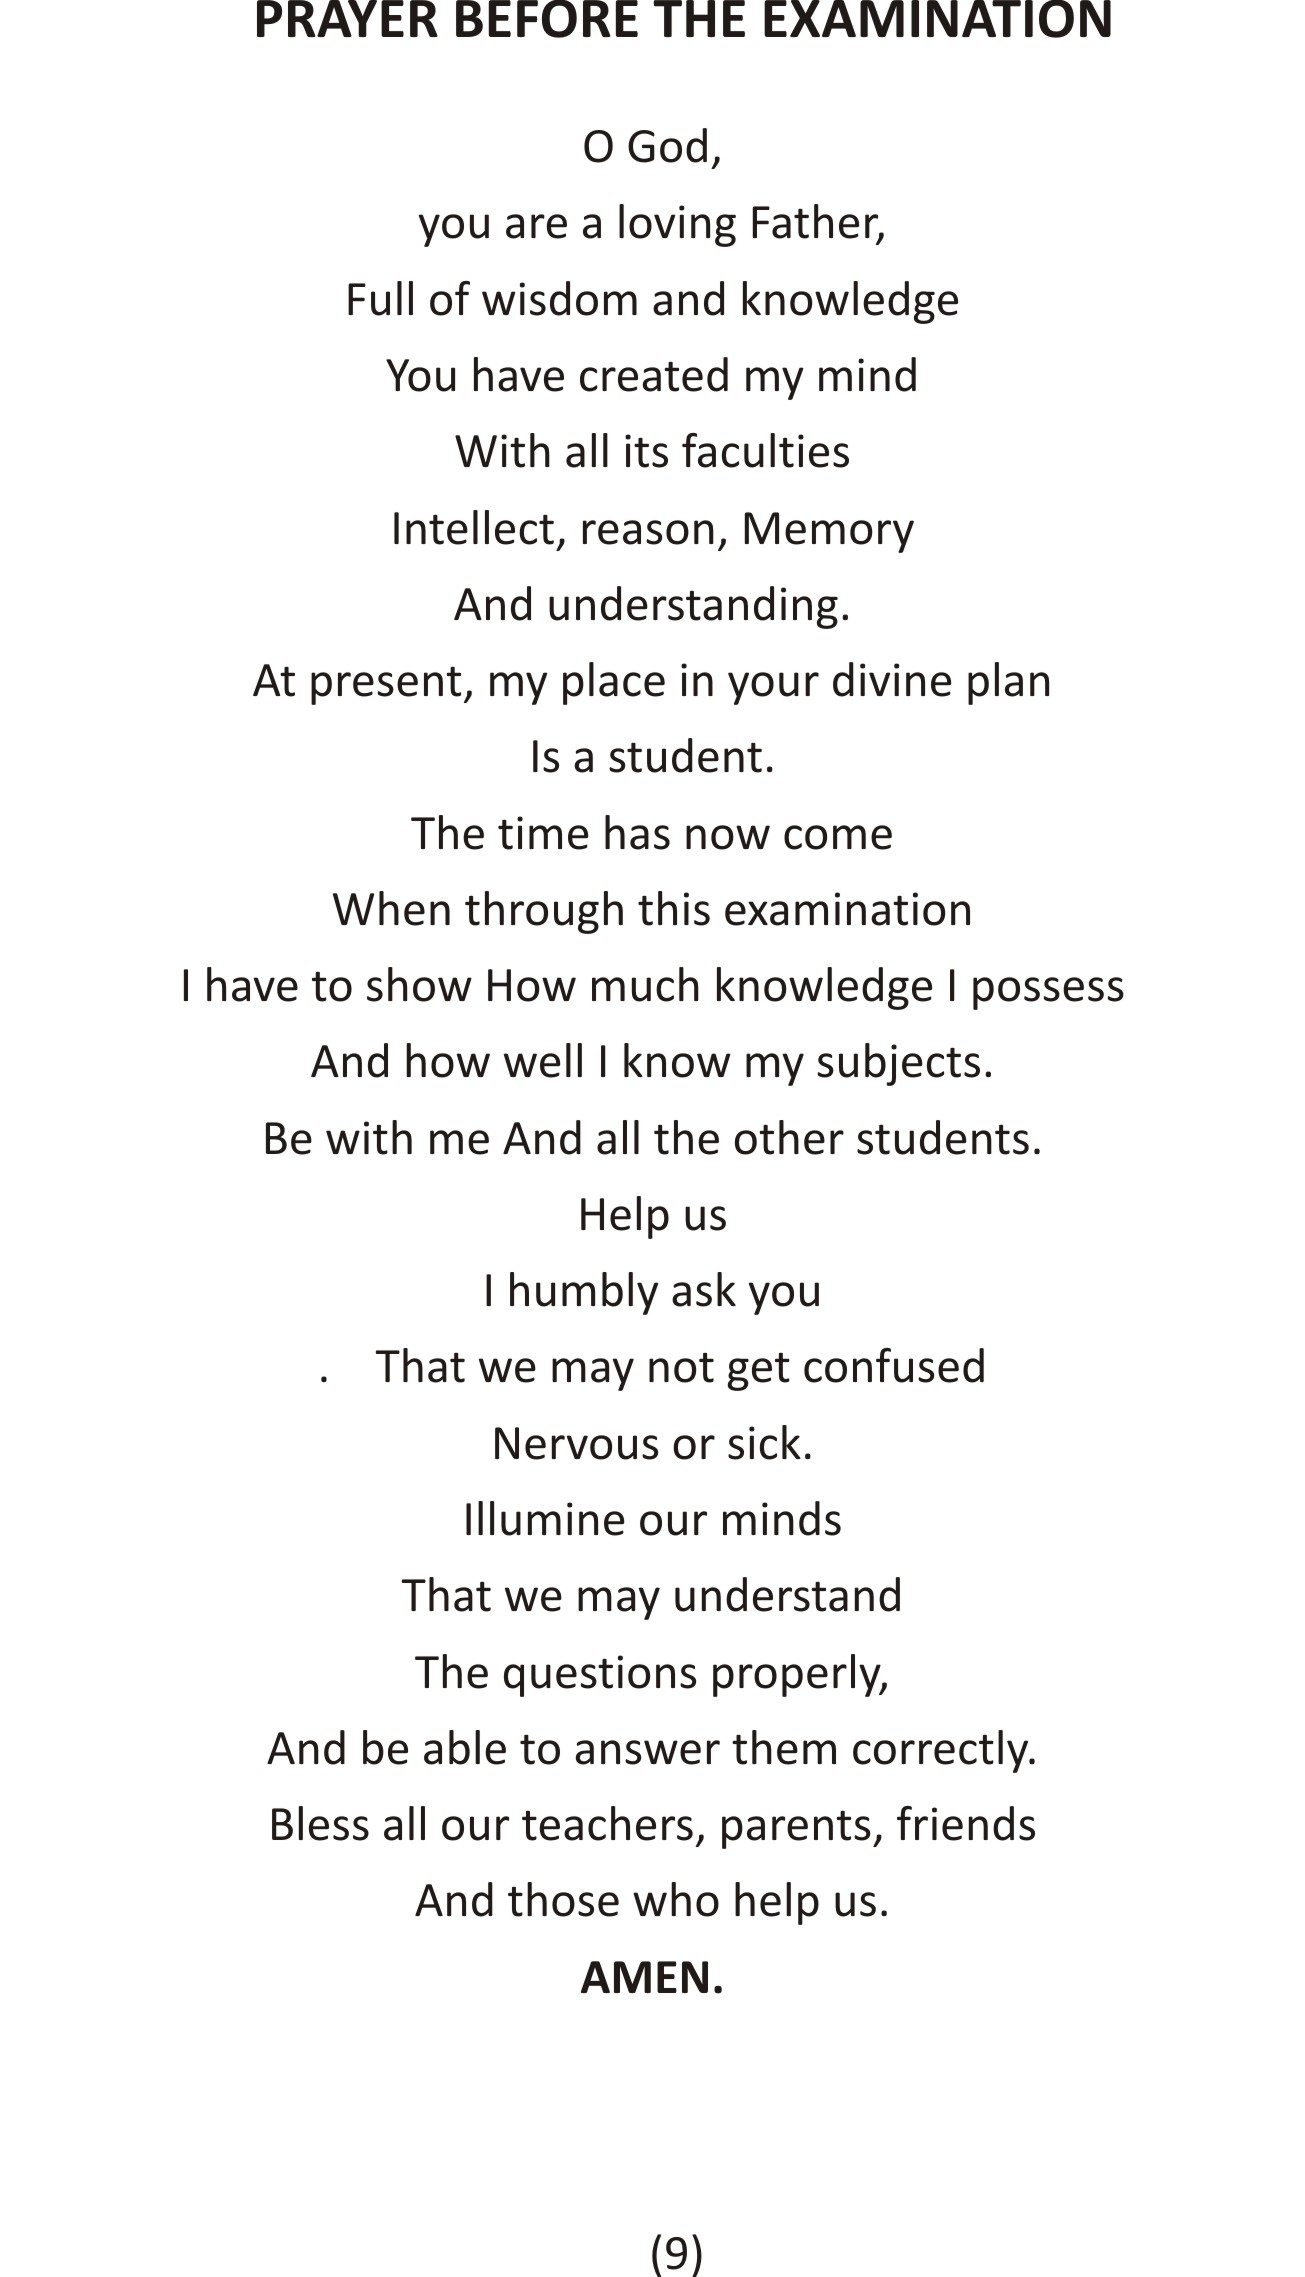 PRAYER BEFORE THE EXAMINATION
O God,
you are a loving Father,
Full of wisdom and knowledge
You have created my mind
With all its faculties
Intellect, reason, Memory
And understanding.
At present, my place in your divine plan
Is a student.
The time has now come
When through this examination
I have to show How much knowledge I possess
And how well I know my subjects.
Be with me And all the other students.
Help us
I humbly ask you
. That we may not get confused
Nervous or sick.
Illumine our minds
That we may understand
The questions properly,
And be able to answer them correctly.
Bless all our teachers, parents, friends
And those who help us.
AMEN.
(9)